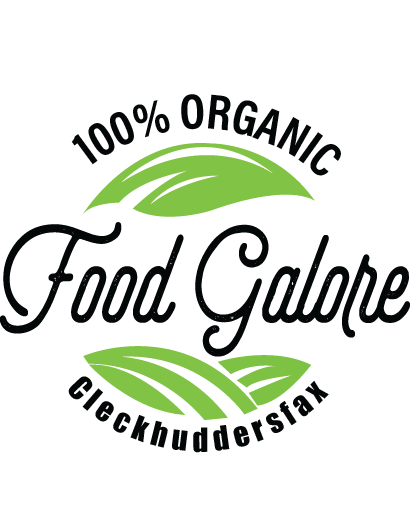 100% ORGANIC
Food Galore
Cleckhuddersfax